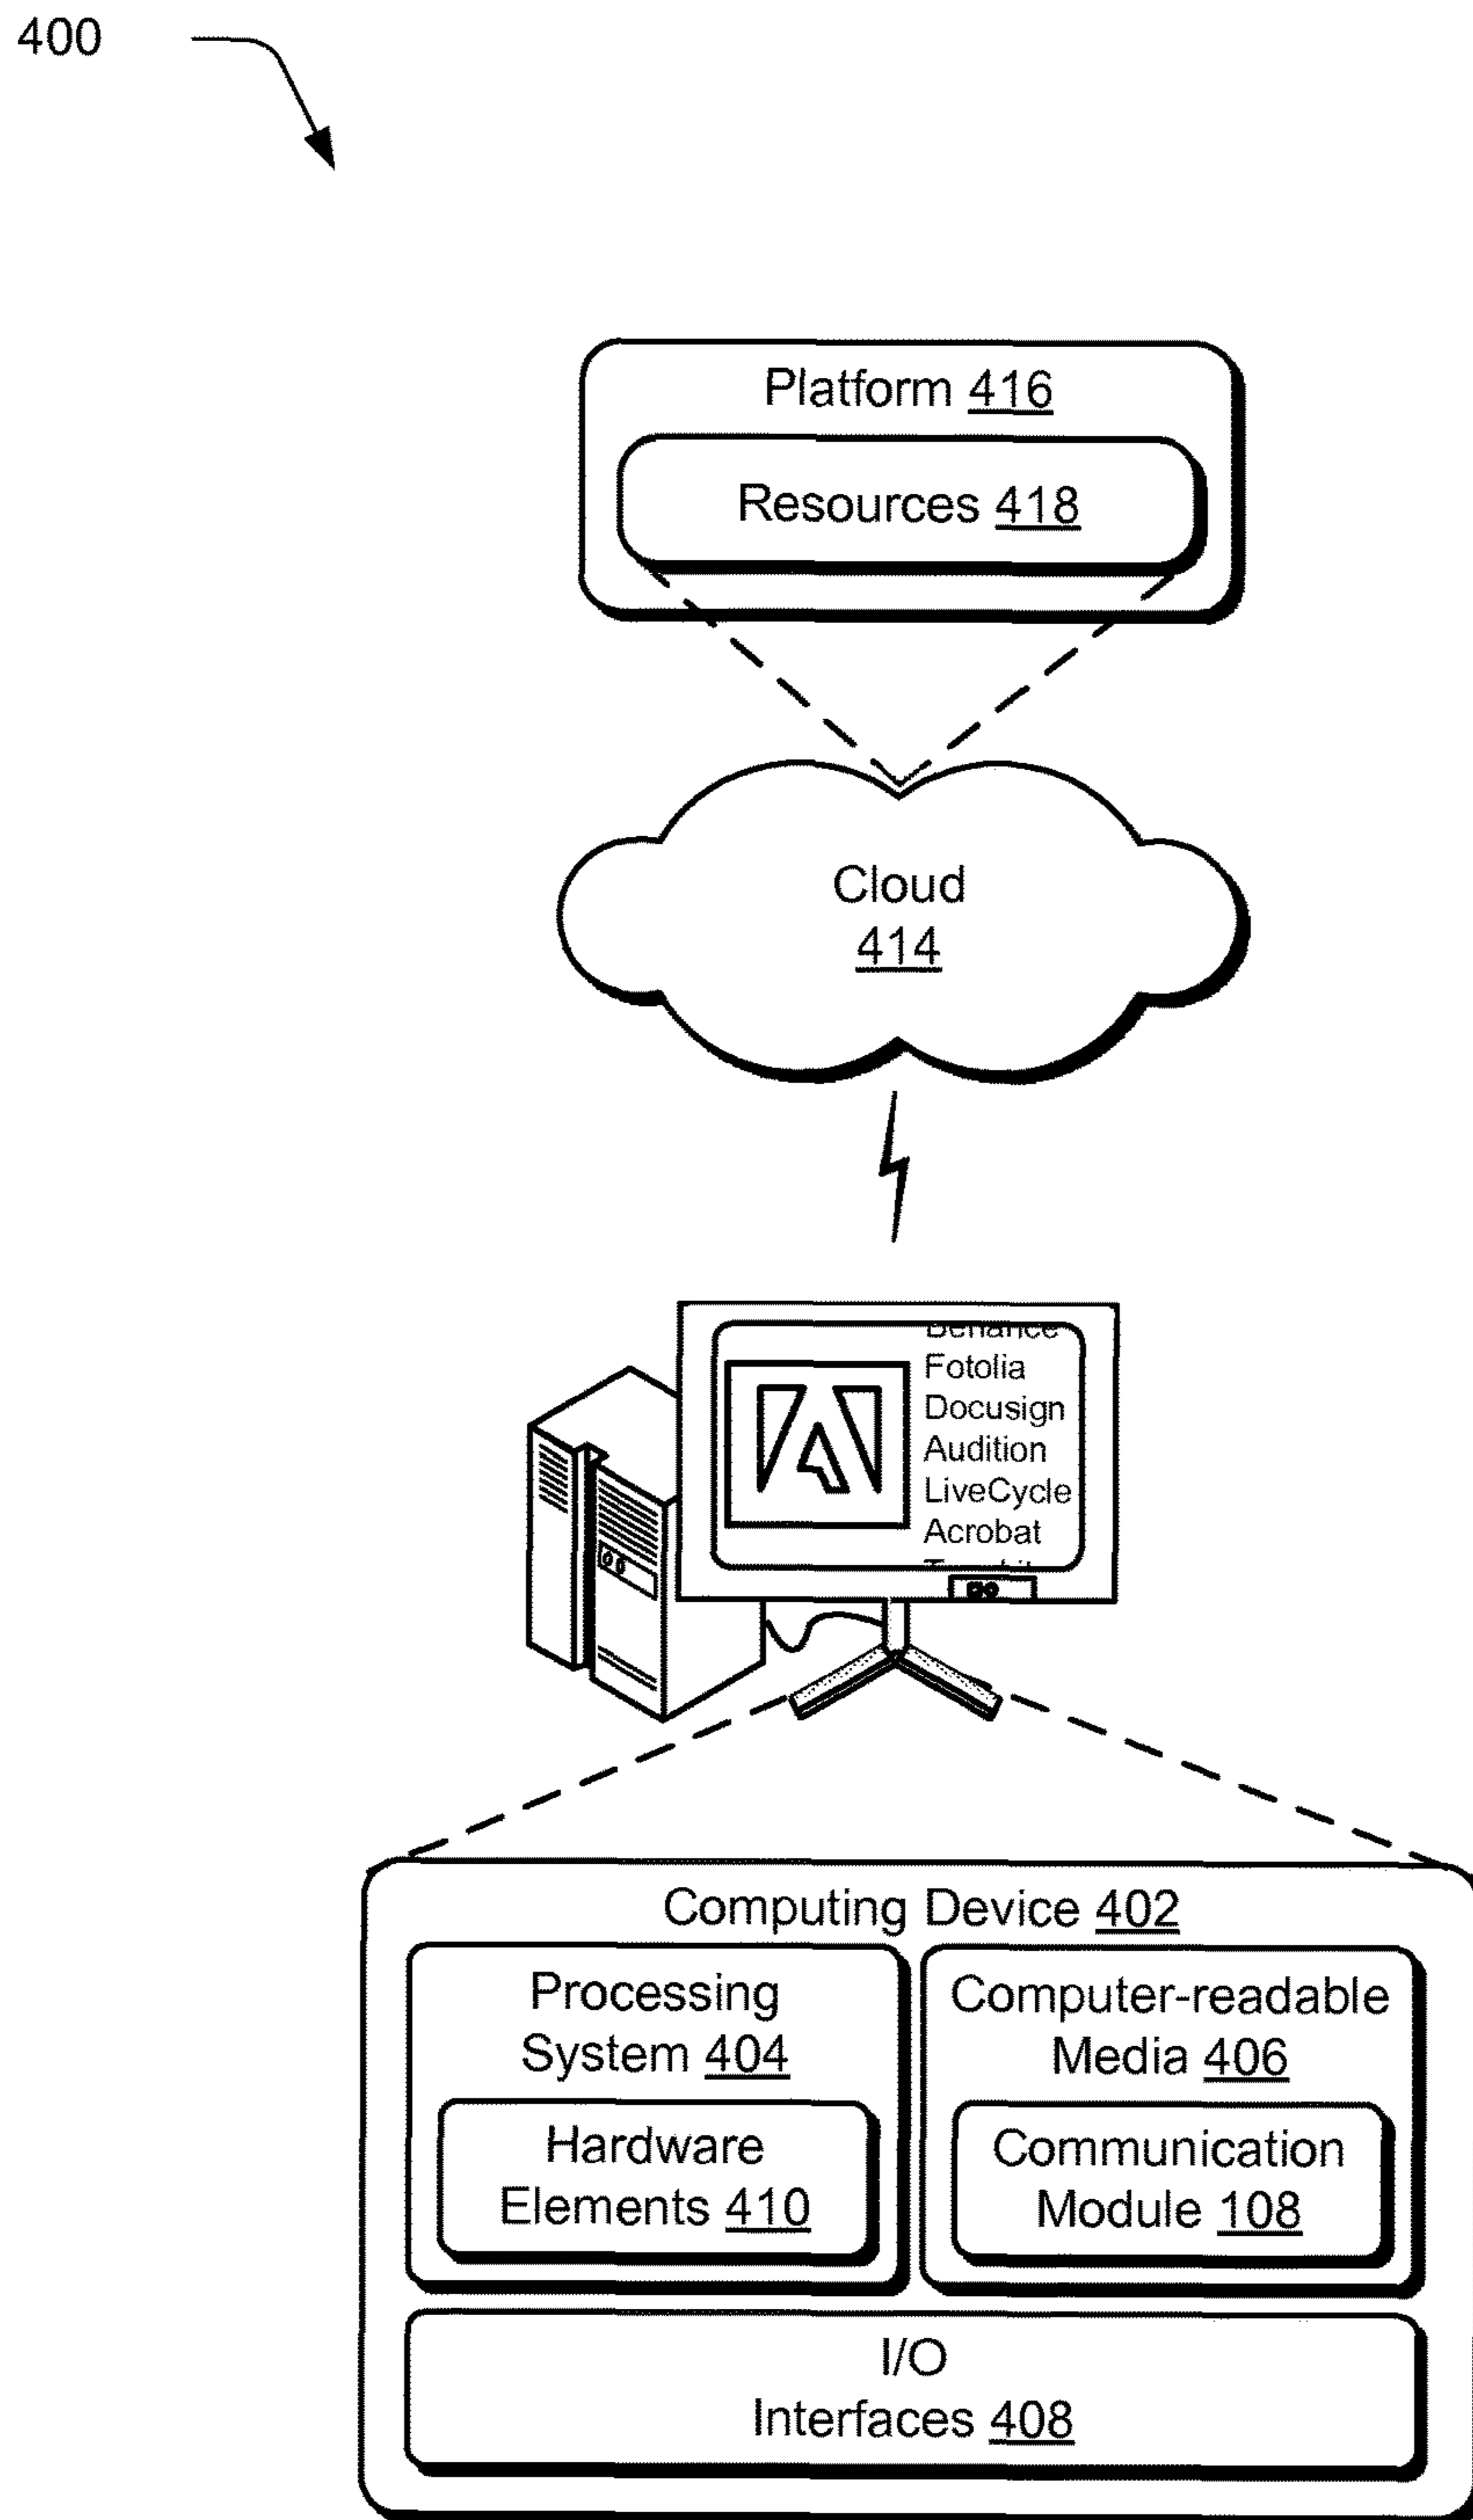 400
Platform 416
Resources 418
Cloud
414
Fotolia
Docusign
Audition
LiveCycle
Acrobat
Computing Device 402
Processing
System 404
Hardware
Elements 410
Computer-readable
Media 406
Communication
Module 108
I/O
Interfaces 408